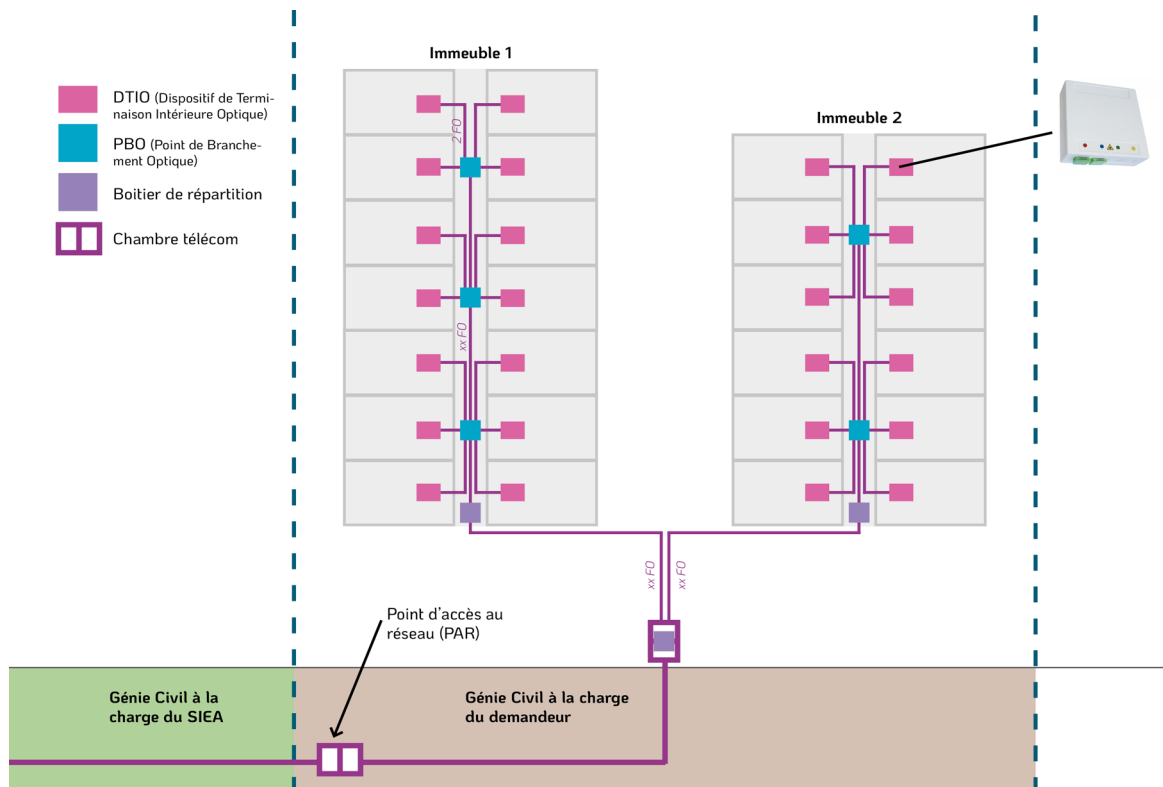 Immeuble 1
DTIO (Dispositif de Termi-
naison Intérieure Optique)
PBO (Point de Branche-
ment Optique)
Boitier de répartition
Chambre télécom
2 FO
xx FO
Immeuble 2
xx FO
xx FO
Point d'accès au
réseau (PAR)
Génie Civil à la
charge du SIEA
Génie Civil à la charge
du demandeur